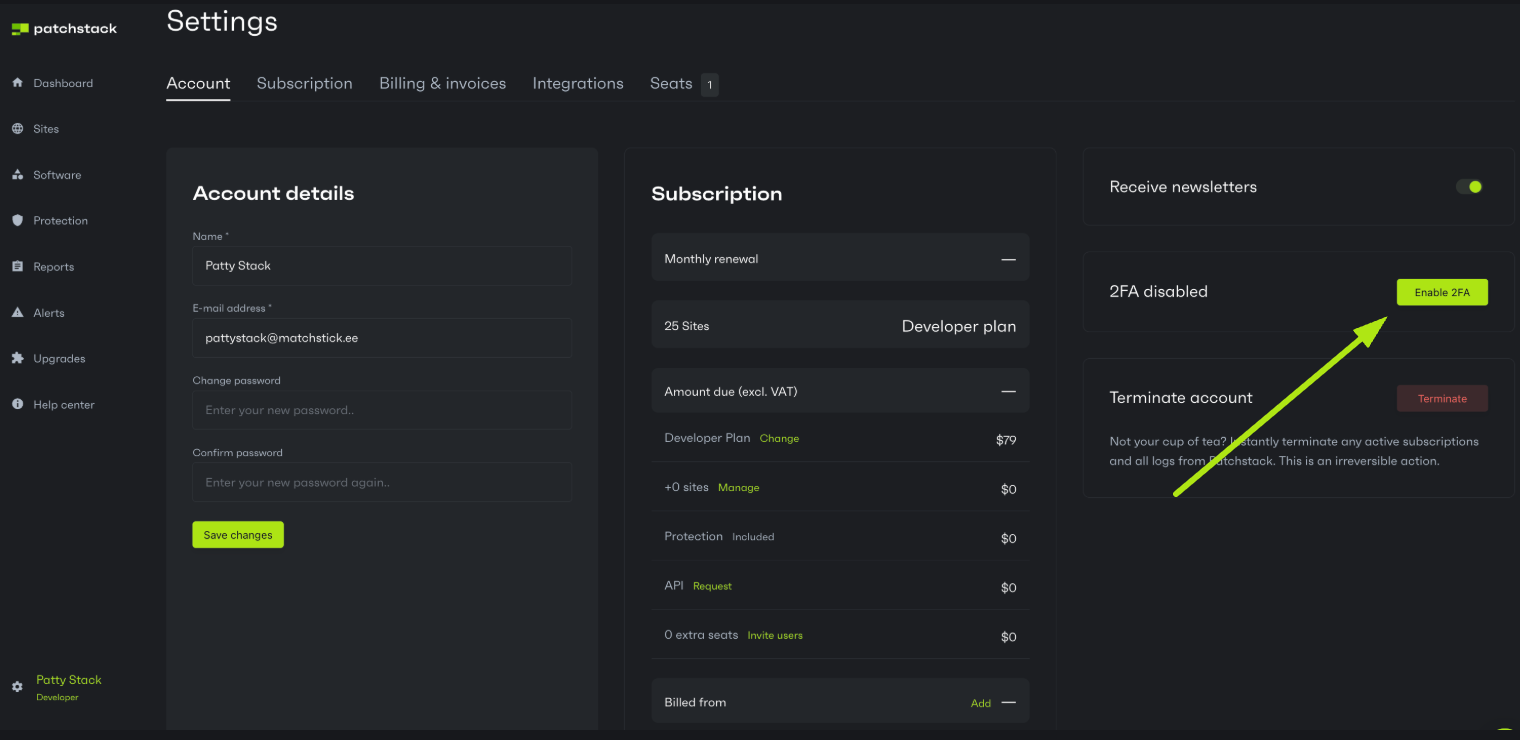 patchstack
Settings
Dashboard
Sites
Software
Protection
Reports
Alerts
Upgrades
Help center
Patty Stack
Developer
Account Subscription Billing & invoices Integrations Seats 1
Account details
Name *
Patty Stack
E-mail address *
pattystack@matchstick.ee
Change password
Enter your new password..
Confirm password
Enter your new password again..
Save changes
Subscription
Monthly renewal —
25 Sites Developer plan
Amount due (excl. VAT) —
Developer Plan Change $79
+0 sites Manage $0
Protection Included $0
API Request $0
0 extra seats Invite users $0
Billed from Add —
Receive newsletters
2FA disabled Enable 2FA
Terminate account Terminate
Not your cup of tea? Instantly terminate any active subscriptions
and all logs from Patchstack. This is an irreversible action.